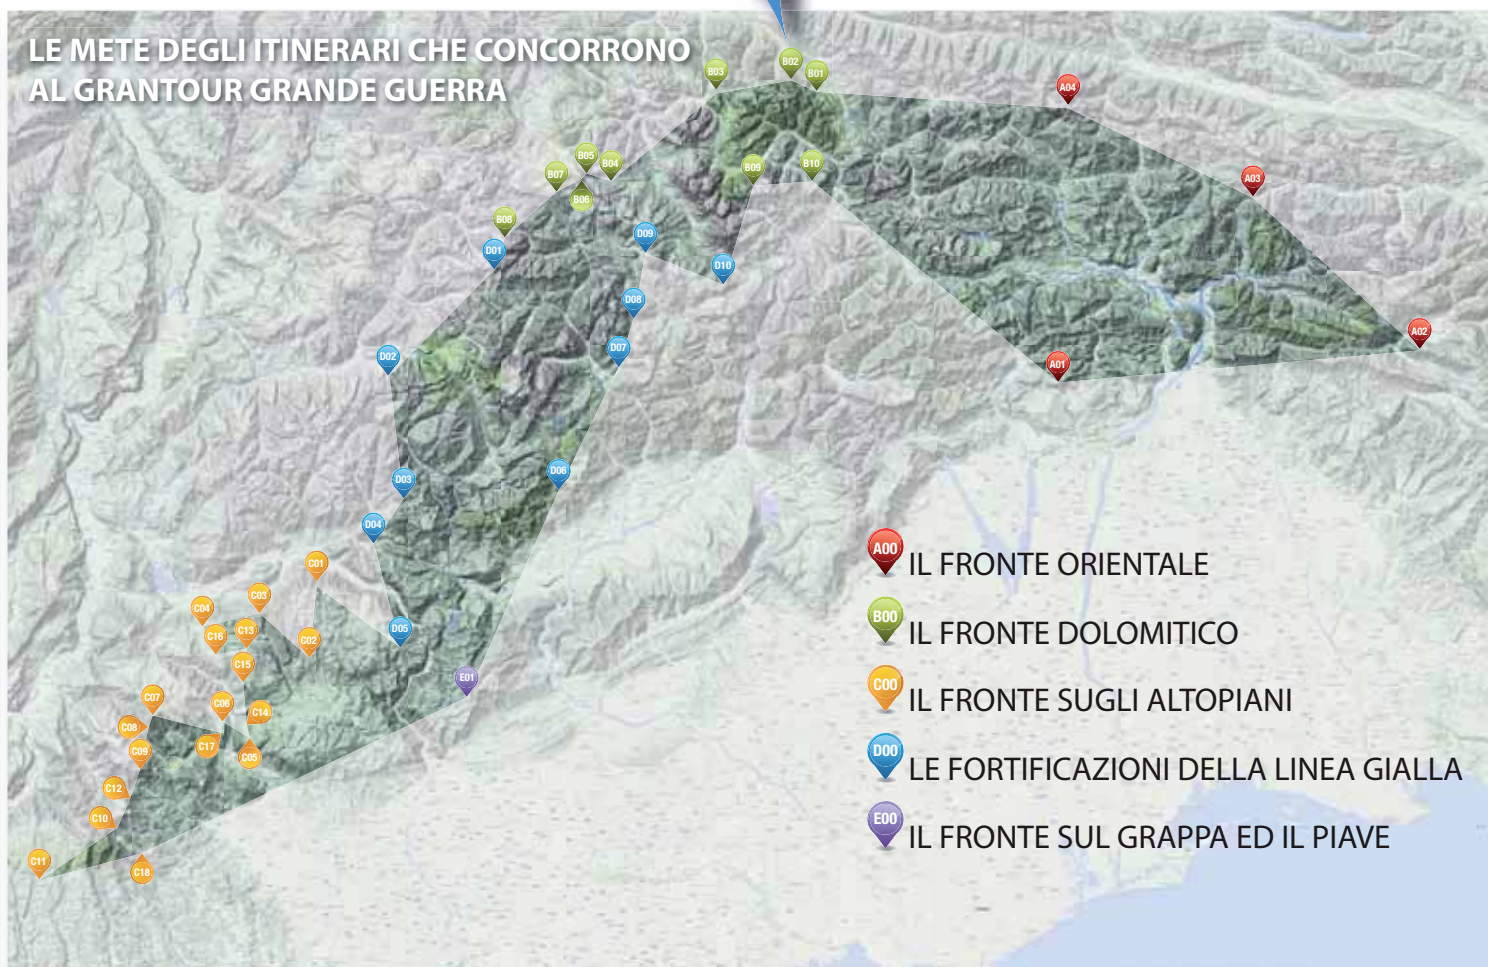 LE METE DEGLI ITINERARI CHE CONCORRONO
AL GRANTOUR GRANDE GUERRA
B03
B02
B01
A04
B05
B04
B07
B06
B09
B10
A03
B08
D01
D09
D10
D08
D07
A02
A01
D02
D03
D06
D04
C01
C03
C04
C16
C13
C02
D05
C15
E01
C07
C06
C14
C08
C17
C09
C05
C12
C10
C11
C18
A00 IL FRONTE ORIENTALE
B00 IL FRONTE DOLOMITICO
C00 IL FRONTE SUGLI ALTOPIANI
D00 LE FORTIFICAZIONI DELLA LINEA GIALLA
E00 IL FRONTE SUL GRAPPA ED IL PIAVE